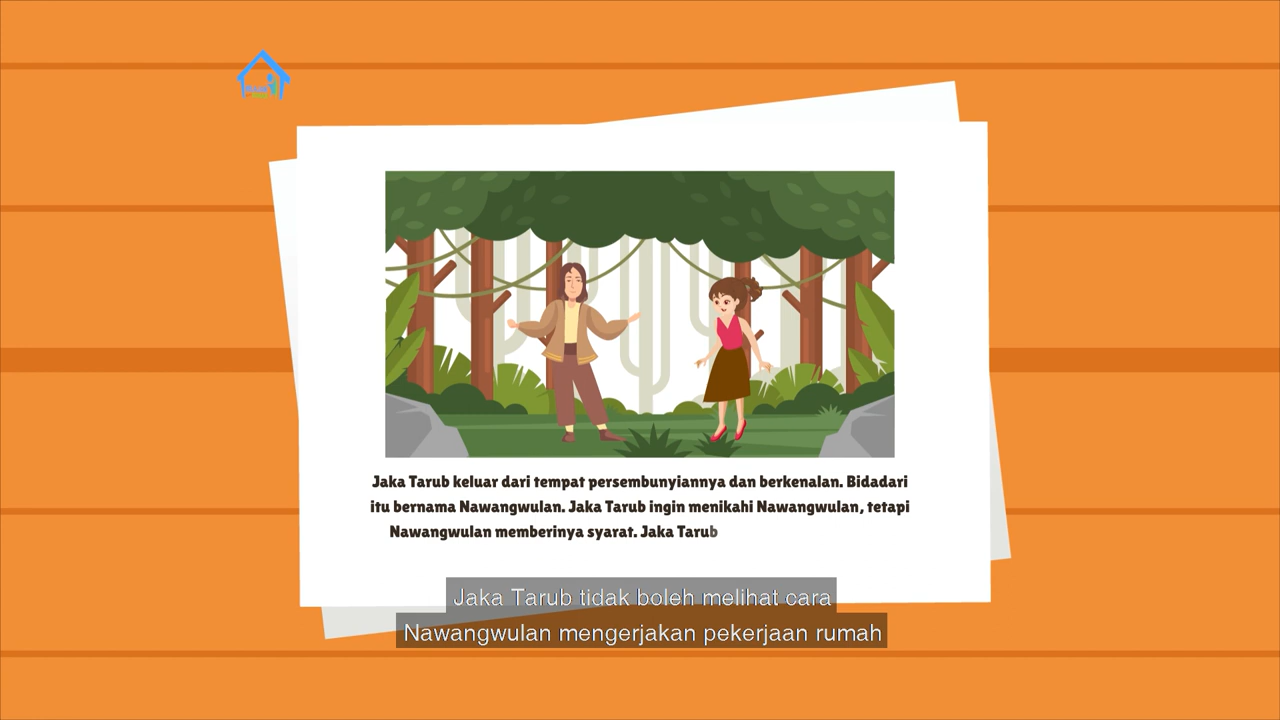 Jaka Tarub keluar dari tempat persembunyiannya dan berkenalan. Bidadari
itu bernama Nawangwulan. Jaka Tarub ingin menikahi Nawangwulan, tetapi
Nawangwulan memberinya syarat. Jaka Tarub
Jaka Tarub tidak boleh melihat cara
Nawangwulan mengerjakan pekerjaan rumah